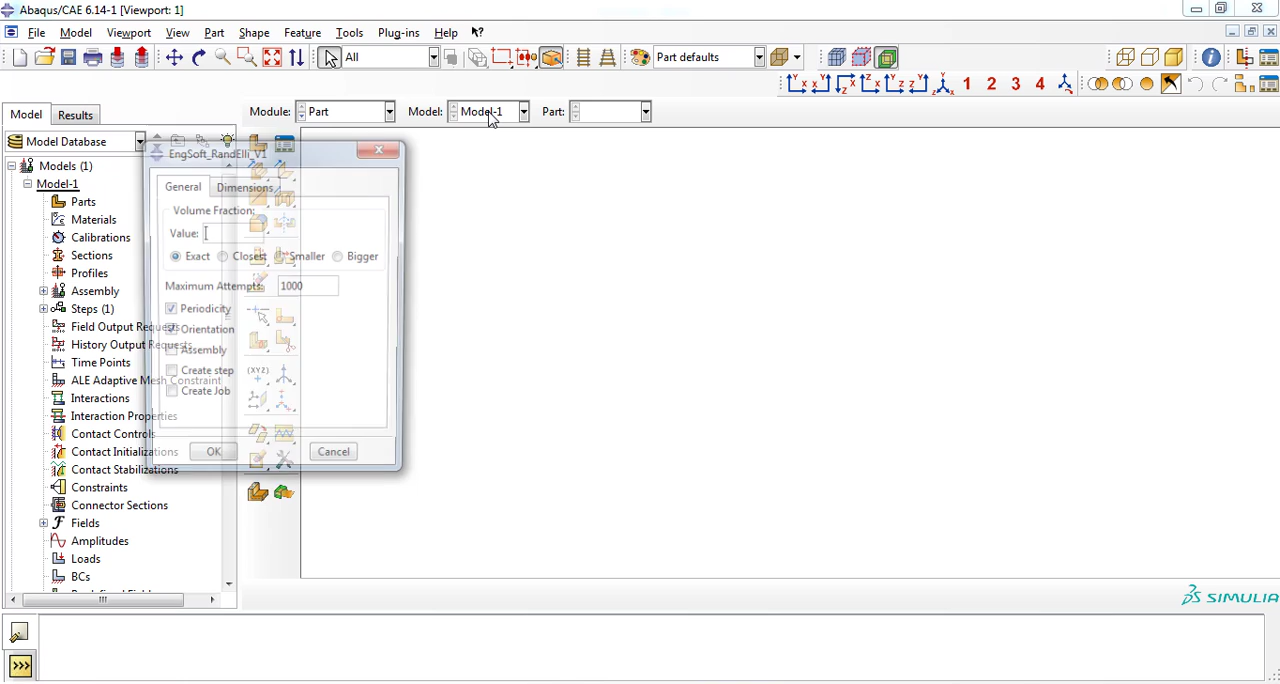 Abaqus/CAE 6.14-1 [Viewport: 1]
File Model Viewport View Part Shape Feature Tools Plug-ins Help
All
Part defaults
1 2 3 4
Model Results
Module: Part Model: Model-1 Part:
Model Database
Models (1)
Model-1
Parts
Materials
Calibrations
Sections
Profiles
Assembly
Steps (1)
Field Output Requests
History Output Requests
Time Points
ALE Adaptive Mesh Constraint
Interactions
Interaction Properties
Contact Controls
Contact Initializations
Contact Stabilizations
Constraints
Connector Sections
Fields
Amplitudes
Loads
BCs
EngSoft_RandElli_V1
General Dimensions
Volume Fraction:
Value:
Exact Closest Smaller Bigger
Maximum Attempts: 1000
Periodicity
Orientation
Assembly
Create step
Create Job
OK Cancel
(XYZ)
SIMULIA
>>>